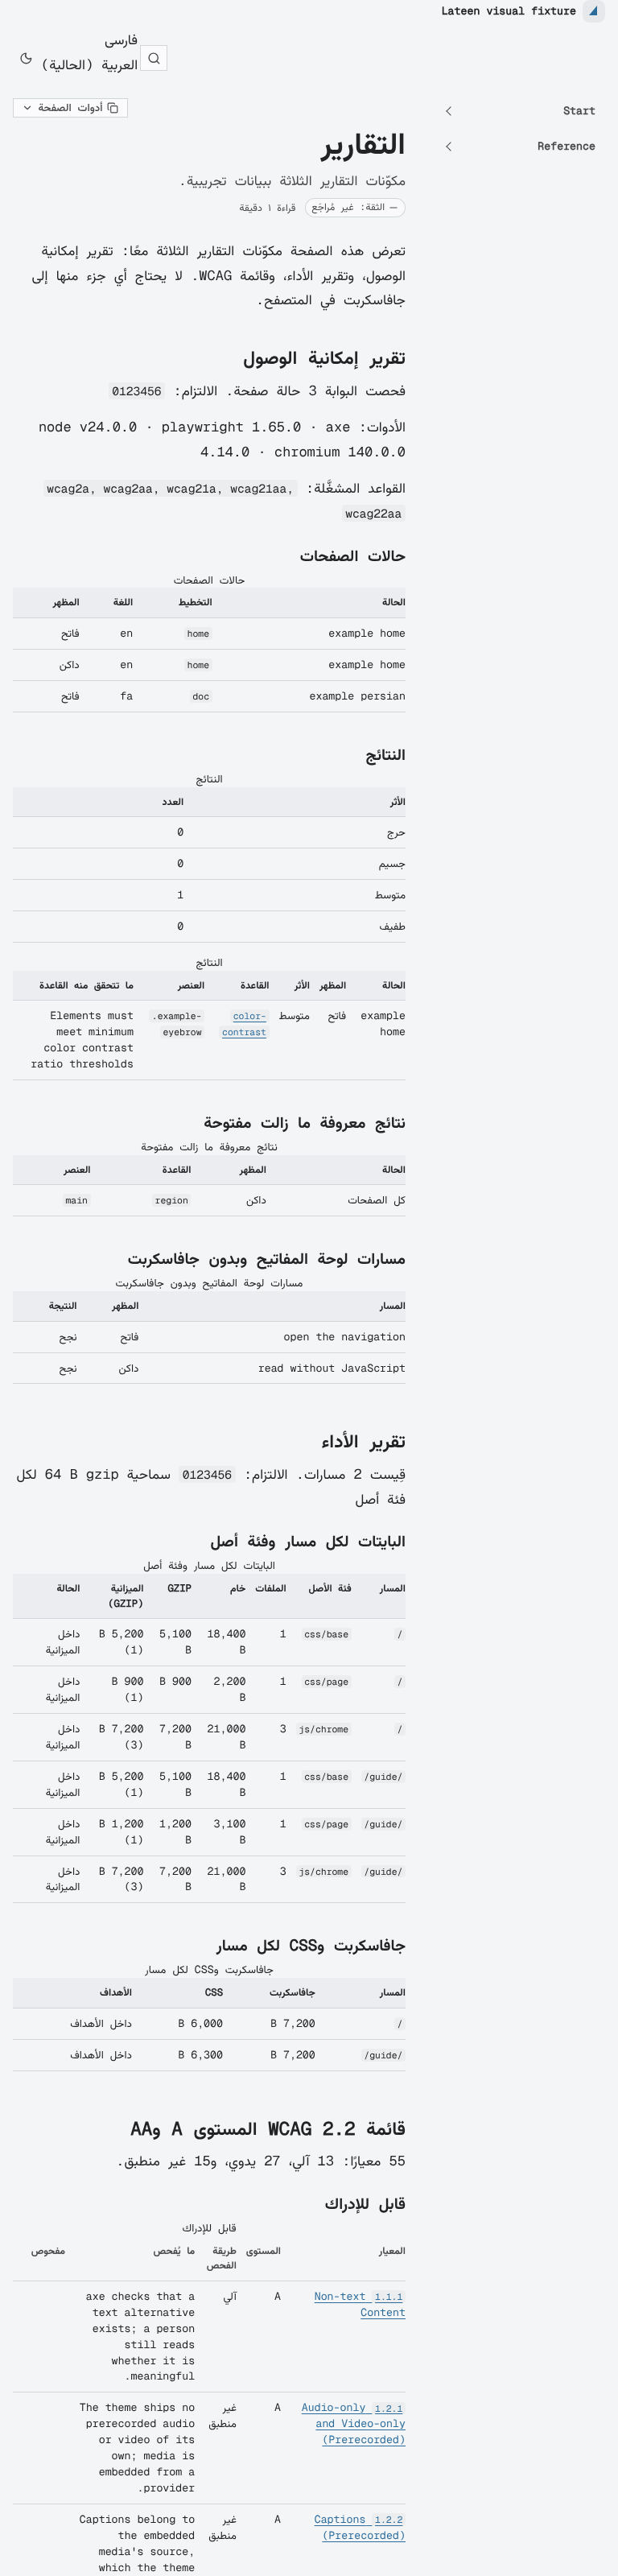 Lateen visual fixture
فارسی
العربية (الحالية)
Start
Reference
أدوات الصفحة
التقارير
مكوّنات التقارير الثلاثة ببيانات تجريبية.
— الثقة: غير مُراجَع
قراءة ١ دقيقة
تعرض هذه الصفحة مكوّنات التقارير الثلاثة معًا: تقرير إمكانية
الوصول، وتقرير الأداء، وقائمة WCAG. لا يحتاج أي جزء منها إلى
جافاسكربت في المتصفح.
تقرير إمكانية الوصول
فحصت البوابة 3 حالة صفحة. الالتزام: 0123456
الأدوات: node v24.0.0 · playwright 1.65.0 · axe
4.14.0 · chromium 140.0.0
القواعد المشغَّلة: wcag2a, wcag2aa, wcag21a, wcag21aa,
wcag22aa
حالات الصفحات
حالات الصفحات
الحالة التخطيط اللغة المظهر
example home home en فاتح
example home home en داكن
example persian doc fa فاتح
النتائج
النتائج
الأثر العدد
حرج 0
جسيم 0
متوسط 1
طفيف 0
النتائج
الحالة المظهر الأثر القاعدة العنصر ما تتحقق منه القاعدة
example home فاتح متوسط color-contrast .example-eyebrow Elements must
meet minimum
color contrast
ratio thresholds
نتائج معروفة ما زالت مفتوحة
نتائج معروفة ما زالت مفتوحة
الحالة المظهر القاعدة العنصر
كل الصفحات داكن region main
مسارات لوحة المفاتيح وبدون جافاسكربت
مسارات لوحة المفاتيح وبدون جافاسكربت
المسار المظهر النتيجة
open the navigation فاتح نجح
read without JavaScript داكن نجح
تقرير الأداء
قِيست 2 مسارات. الالتزام: 0123456 سماحية 64 B gzip لكل
فئة أصل
البايتات لكل مسار وفئة أصل
البايتات لكل مسار وفئة أصل
المسار فئة الأصل الملفات خام GZIP الميزانية (GZIP) الحالة
/ css/base 1 18,400 B 5,100 B 5,200 B (1) داخل الميزانية
/ css/page 1 2,200 B 900 B 900 B (1) داخل الميزانية
/ js/chrome 3 21,000 B 7,200 B 7,200 B (3) داخل الميزانية
/guide/ css/base 1 18,400 B 5,100 B 5,200 B (1) داخل الميزانية
/guide/ css/page 1 3,100 B 1,200 B 1,200 B (1) داخل الميزانية
/guide/ js/chrome 3 21,000 B 7,200 B 7,200 B (3) داخل الميزانية
جافاسكربت وCSS لكل مسار
جافاسكربت وCSS لكل مسار
المسار جافاسكربت CSS الأهداف
/ 7,200 B 6,000 B داخل الأهداف
/guide/ 7,200 B 6,300 B داخل الأهداف
قائمة WCAG 2.2 المستوى A وAA
55 معيارًا: 13 آلي، 27 يدوي، و15 غير منطبق.
قابل للإدراك
قابل للإدراك
المعيار المستوى طريقة الفحص ما يُفحص مفحوص
1.1.1 Non-text Content A آلي axe checks that a
text alternative
exists; a person
still reads
whether it is
meaningful.
1.2.1 Audio-only and Video-only (Prerecorded) A غير منطبق The theme ships no
prerecorded audio
or video of its
own; media is
embedded from a
provider.
1.2.2 Captions (Prerecorded) A غير منطبق Captions belong to
the embedded
media's source,
which the theme